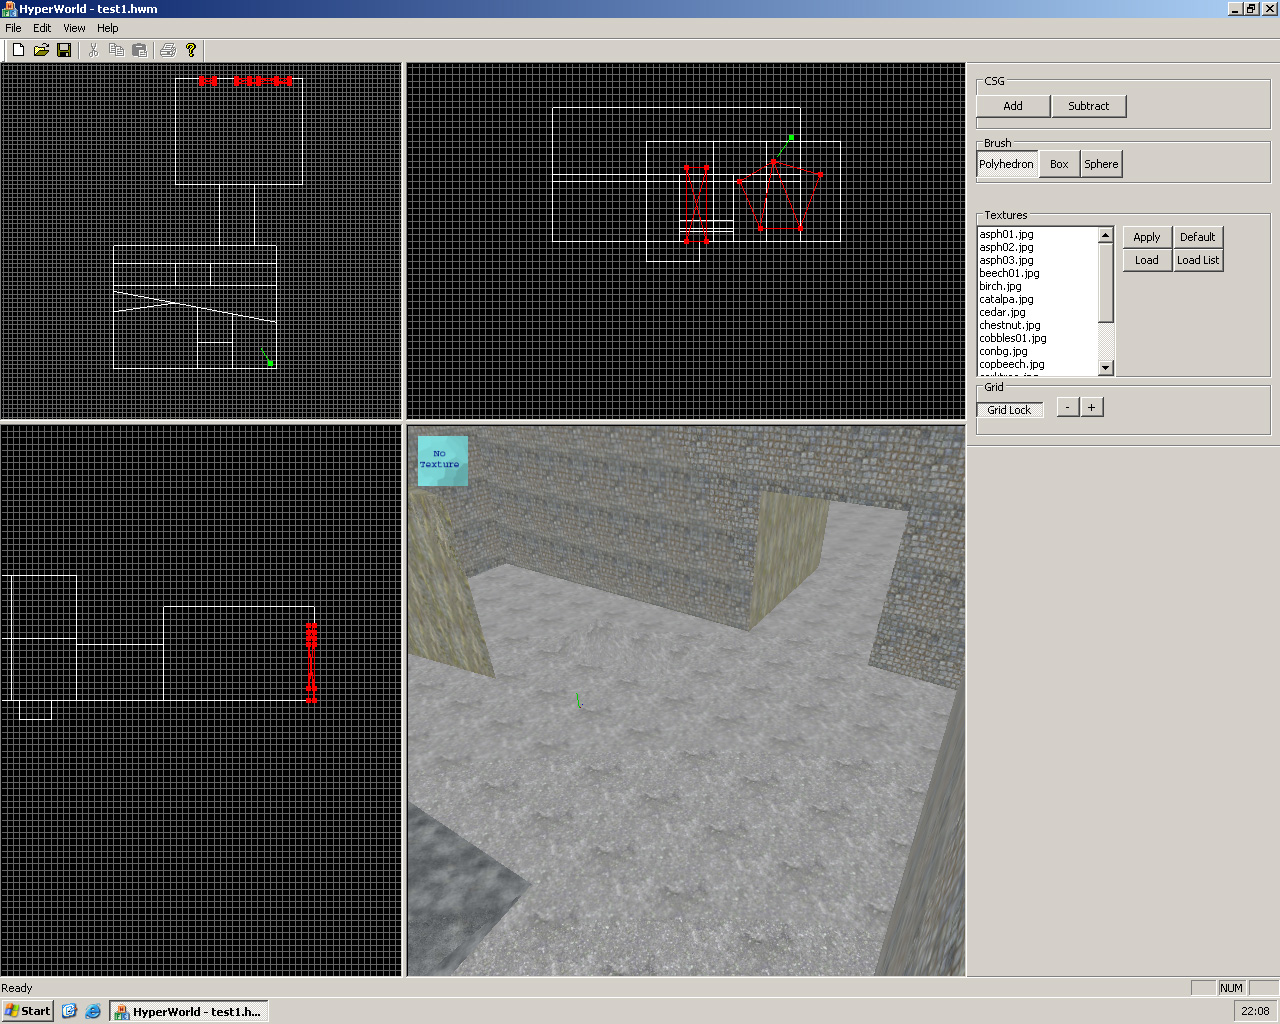 HyperWorld - test1.hwm
File Edit View Help
CSG
Add Subtract
Brush
Polyhedron Box Sphere
Textures
asph01.jpg
asph02.jpg
asph03.jpg
beech01.jpg
birch.jpg
catalpa.jpg
cedar.jpg
chestnut.jpg
cobbles01.jpg
conbg.jpg
copbeech.jpg
Apply Default
Load Load List
Grid
Grid Lock - +
No
Texture
Ready NUM
Start HyperWorld - test1.h... 22:08